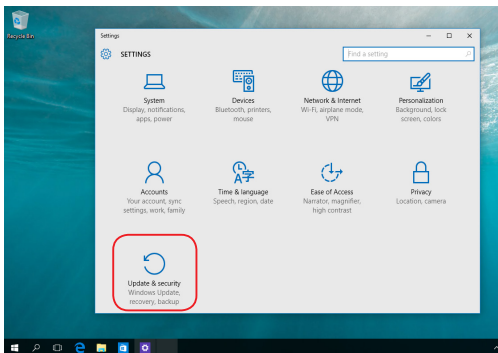 Recycle Bin
Settings
SETTINGS
Find a setting
System
Display, notifications,
apps, power
Devices
Bluetooth, printers,
mouse
Network & Internet
Wi-Fi, airplane mode,
VPN
Personalization
Background, lock
screen, colors
Accounts
Your account, sync
settings, work, family
Time & language
Speech, region, date
Ease of Access
Narrator, magnifier,
high contrast
Privacy
Location, camera
Update & security
Windows Update,
recovery, backup